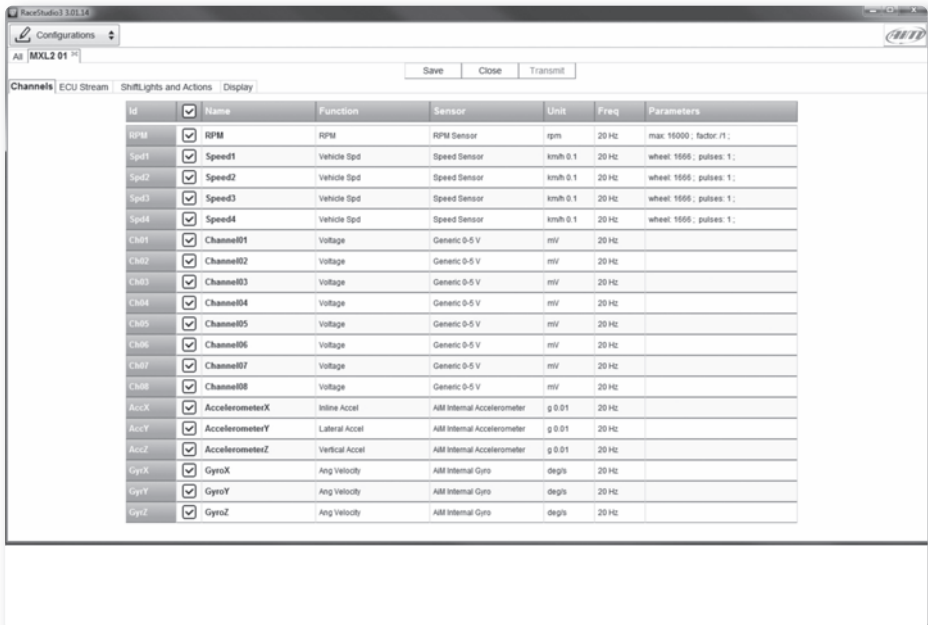 RaceStudio3 3.01.14
Configurations
AiM
All MXL2 01
Save Close Transmit
Channels ECU Stream ShiftLights and Actions Display
Id Name Function Sensor Unit Freq Parameters
RPM RPM RPM RPM Sensor rpm 20 Hz max: 16000 ; factor: /1 ;
Spd1 Speed1 Vehicle Spd Speed Sensor km/h 0.1 20 Hz wheel: 1666 ; pulses: 1 ;
Spd2 Speed2 Vehicle Spd Speed Sensor km/h 0.1 20 Hz wheel: 1666 ; pulses: 1 ;
Spd3 Speed3 Vehicle Spd Speed Sensor km/h 0.1 20 Hz wheel: 1666 ; pulses: 1 ;
Spd4 Speed4 Vehicle Spd Speed Sensor km/h 0.1 20 Hz wheel: 1666 ; pulses: 1 ;
Ch01 Channel01 Voltage Generic 0-5 V mV 20 Hz
Ch02 Channel02 Voltage Generic 0-5 V mV 20 Hz
Ch03 Channel03 Voltage Generic 0-5 V mV 20 Hz
Ch04 Channel04 Voltage Generic 0-5 V mV 20 Hz
Ch05 Channel05 Voltage Generic 0-5 V mV 20 Hz
Ch06 Channel06 Voltage Generic 0-5 V mV 20 Hz
Ch07 Channel07 Voltage Generic 0-5 V mV 20 Hz
Ch08 Channel08 Voltage Generic 0-5 V mV 20 Hz
AccX AccelerometerX Inline Accel AiM Internal Accelerometer g 0.01 20 Hz
AccY AccelerometerY Lateral Accel AiM Internal Accelerometer g 0.01 20 Hz
AccZ AccelerometerZ Vertical Accel AiM Internal Accelerometer g 0.01 20 Hz
GyrX GyroX Ang Velocity AiM Internal Gyro deg/s 20 Hz
GyrY GyroY Ang Velocity AiM Internal Gyro deg/s 20 Hz
GyrZ GyroZ Ang Velocity AiM Internal Gyro deg/s 20 Hz